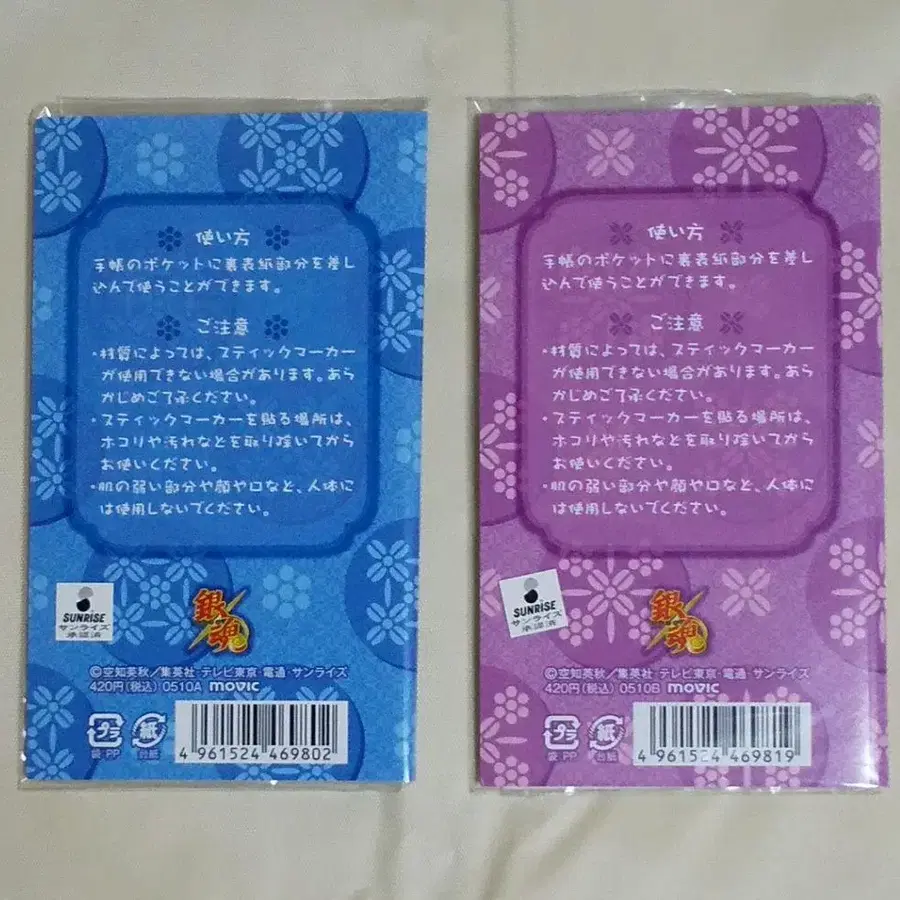 使い方
手帳のポケットに裏表紙部分を差し
込んで使うことができます。
ご注意
・材質によっては、スティックマーカー
が使用できない場合があります。あら
かじめご了承ください。
・スティックマーカーを貼る場所は、
ホコリや汚れなどを取り除いてから
お使いください。
・肌の弱い部分や顔や口など、人体に
は使用しないでください。
SUNRISE
サンライズ
承認済
銀魂
©空知英秋／集英社・テレビ東京・電通・サンライズ
420円(税込) 0510A movic
プラ
袋:PP
紙
台紙
4 961524 469802
使い方
手帳のポケットに裏表紙部分を差し
込んで使うことができます。
ご注意
・材質によっては、スティックマーカー
が使用できない場合があります。あら
かじめご了承ください。
・スティックマーカーを貼る場所は、
ホコリや汚れなどを取り除いてから
お使いください。
・肌の弱い部分や顔や口など、人体に
は使用しないでください。
SUNRISE
サンライズ
承認済
銀魂
©空知英秋／集英社・テレビ東京・電通・サンライズ
420円(税込) 0510B movic
プラ
袋:PP
紙
台紙
4 961524 469819